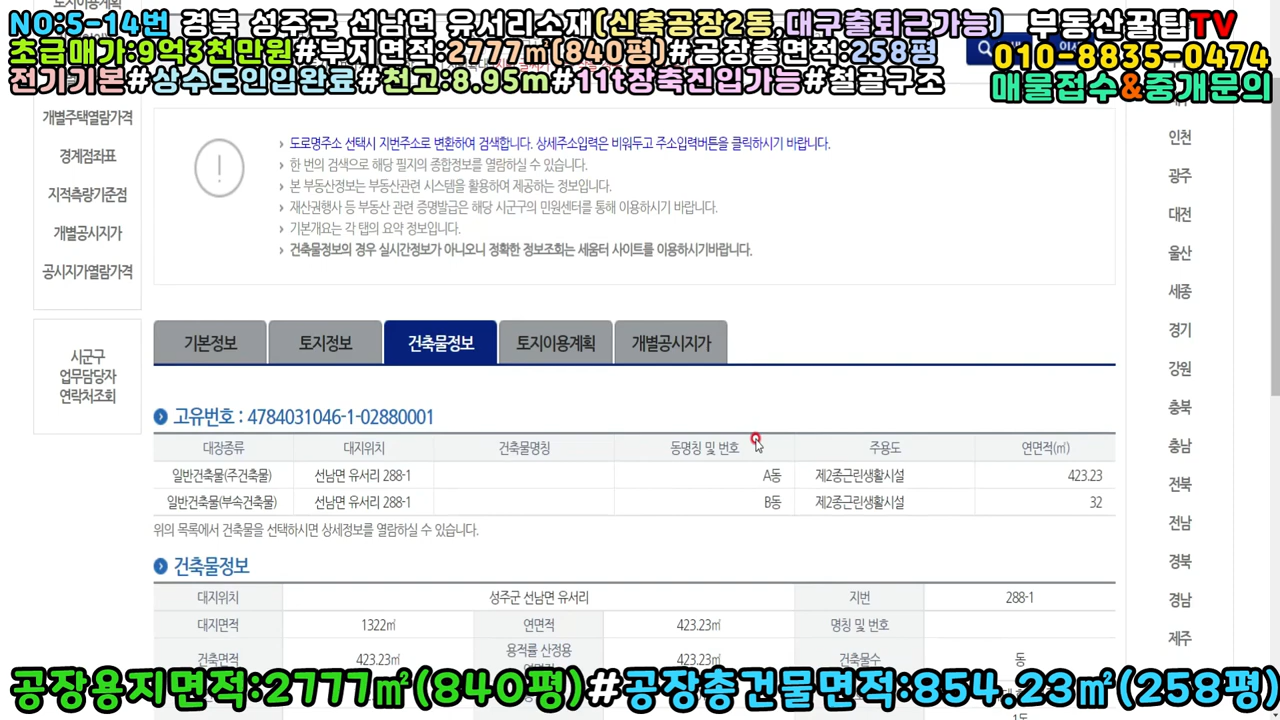 NO:5-14번 경북 성주군 선남면 유서리소재(신축공장2동,대구출퇴근가능) 부동산꿀팁TV
초급매가:9억3천만원#부지면적:2777㎡(840평)#공장총면적:258평 010-8835-0474
전기기본#상수도인입완료#천고:8.95m#11t장축진입가능#철골구조 매물접수&중개문의
개별주택열람가격
경계점좌표
지적측량기준점
개별공시지가
공시지가열람가격
시군구
업무담당자
연락처조회
도로명주소 선택시 지번주소로 변환하여 검색합니다. 상세주소입력은 비워두고 주소입력버튼을 클릭하시기 바랍니다.
한 번의 검색으로 해당 필지의 종합정보를 열람하실 수 있습니다.
본 부동산정보는 부동산관련 시스템을 활용하여 제공하는 정보입니다.
재산권행사 등 부동산 관련 증명발급은 해당 시군구의 민원센터를 통해 이용하시기 바랍니다.
기본개요는 각 탭의 요약 정보입니다.
건축물정보의 경우 실시간정보가 아니오니 정확한 정보조회는 세움터 사이트를 이용하시기바랍니다.
기본정보 토지정보 건축물정보 토지이용계획 개별공시지가
고유번호 : 4784031046-1-02880001
대장종류 대지위치 건축물명칭 동명칭 및 번호 주용도 연면적(㎡)
일반건축물(주건축물) 선남면 유서리 288-1 A동 제2종근린생활시설 423.23
일반건축물(부속건축물) 선남면 유서리 288-1 B동 제2종근린생활시설 32
위의 목록에서 건축물을 선택하시면 상세정보를 열람하실 수 있습니다.
건축물정보
대지위치 성주군 선남면 유서리 지번 288-1
대지면적 1322㎡ 연면적 423.23㎡ 명칭 및 번호
건축면적 423.23㎡ 용적률 산정용 423.23㎡ 건축물수 동
인천
광주
대전
울산
세종
경기
강원
충북
충남
전북
전남
경북
경남
제주
공장용지면적:2777㎡(840평)#공장총건물면적:854.23㎡(258평)